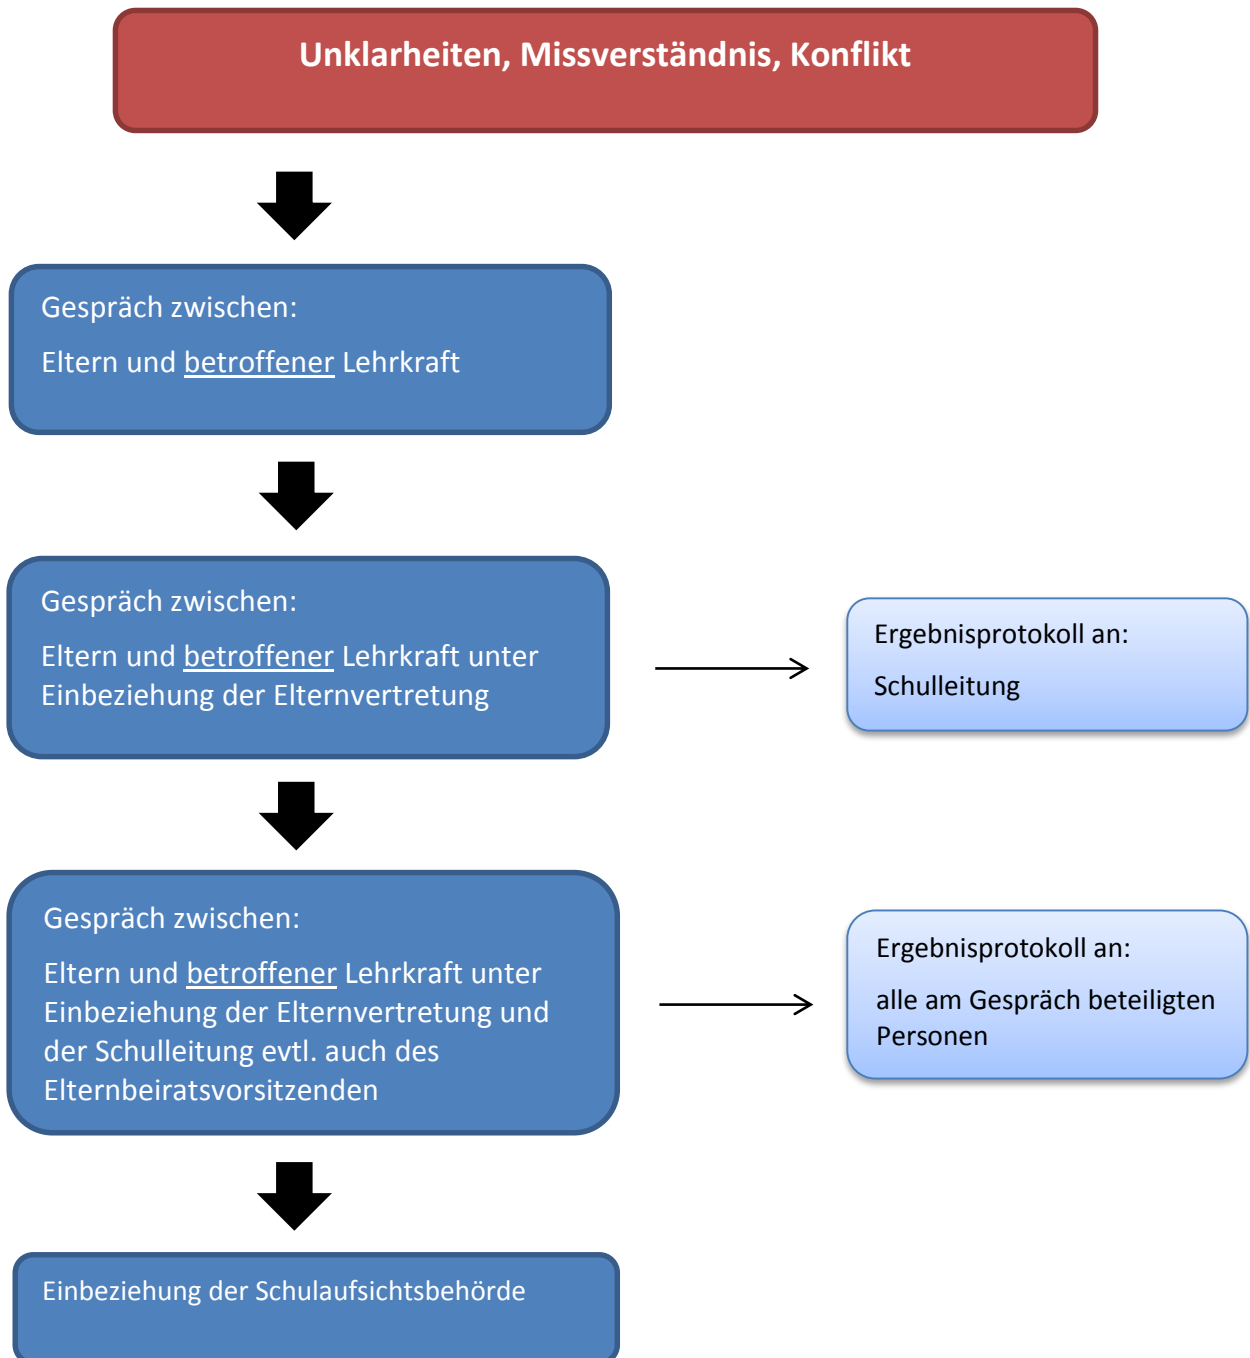 Unklarheiten, Missverständnis, Konflikt
Gespräch zwischen:
Eltern und betroffener Lehrkraft
Gespräch zwischen:
Eltern und betroffener Lehrkraft unter
Einbeziehung der Elternvertretung
Ergebnisprotokoll an:
Schulleitung
Gespräch zwischen:
Eltern und betroffener Lehrkraft unter
Einbeziehung der Elternvertretung und
der Schulleitung evtl. auch des
Elternbeiratsvorsitzenden
Ergebnisprotokoll an:
alle am Gespräch beteiligten
Personen
Einbeziehung der Schulaufsichtsbehörde